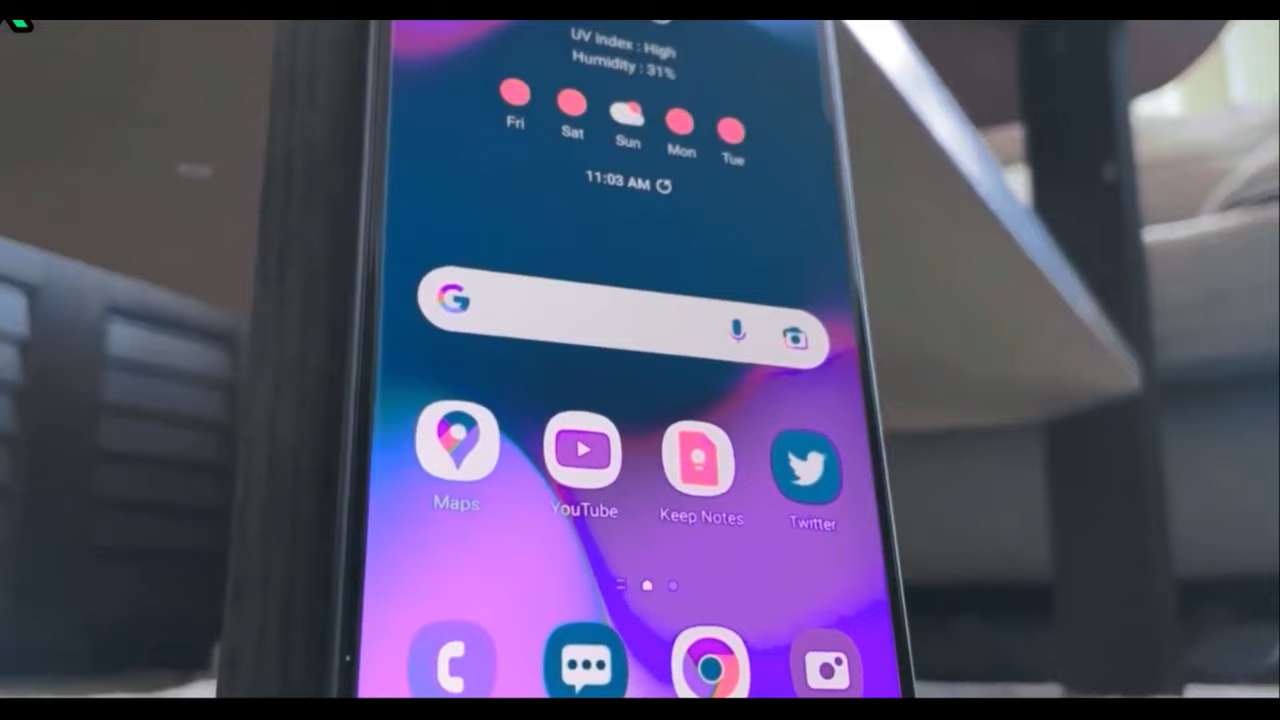 UV index : High
Humidity : 31%
Fri Sat Sun Mon Tue
11:03 AM
Maps YouTube Keep Notes Twitter